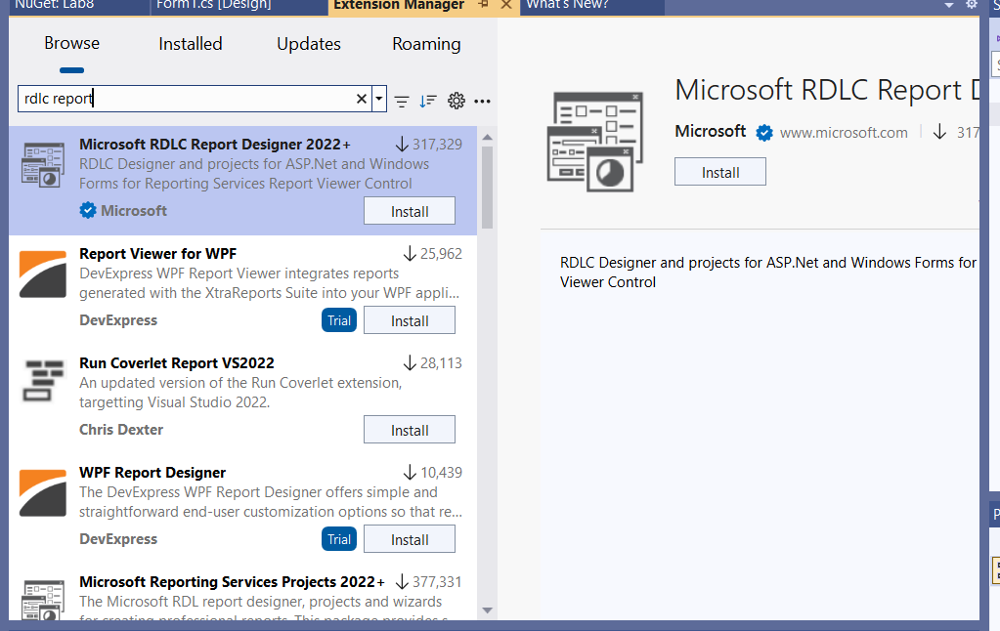 NuGet: Lab8
Form1.cs [Design]
Extension Manager
What's New?
Browse
Installed
Updates
Roaming
rdlc report
Microsoft RDLC Report Designer 2022+
317,329
RDLC Designer and projects for ASP.Net and Windows
Forms for Reporting Services Report Viewer Control
Microsoft
Install
Report Viewer for WPF
25,962
DevExpress WPF Report Viewer integrates reports
generated with the XtraReports Suite into your WPF appli...
DevExpress
Trial
Install
Run Coverlet Report VS2022
28,113
An updated version of the Run Coverlet extension,
targetting Visual Studio 2022.
Chris Dexter
Install
WPF Report Designer
10,439
The DevExpress WPF Report Designer offers simple and
straightforward end-user customization options so that re...
DevExpress
Trial
Install
Microsoft Reporting Services Projects 2022+
377,331
The Microsoft RDL report designer, projects and wizards
for creating professional reports. This package provides s
Microsoft RDLC Report D
Microsoft
www.microsoft.com
317
Install
RDLC Designer and projects for ASP.Net and Windows Forms for
Viewer Control